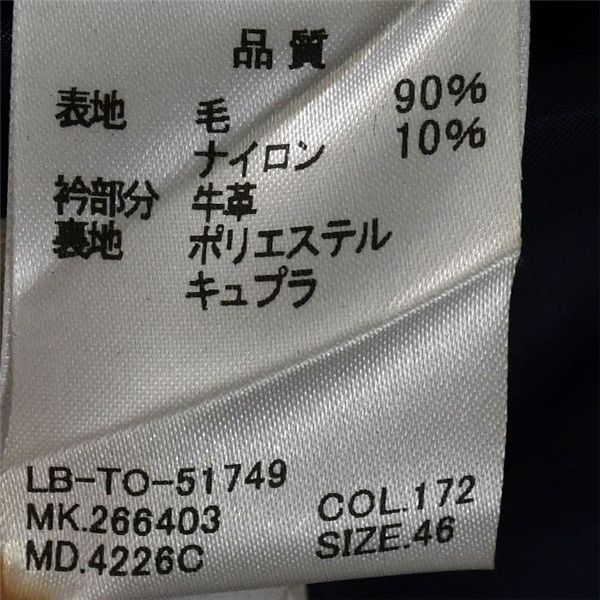 品質
表地 毛 90%
ナイロン 10%
衿部分 牛革
裏地 ポリエステル
キュプラ
LB-TO-51749
MK.266403 COL.172
MD.4226C SIZE.46